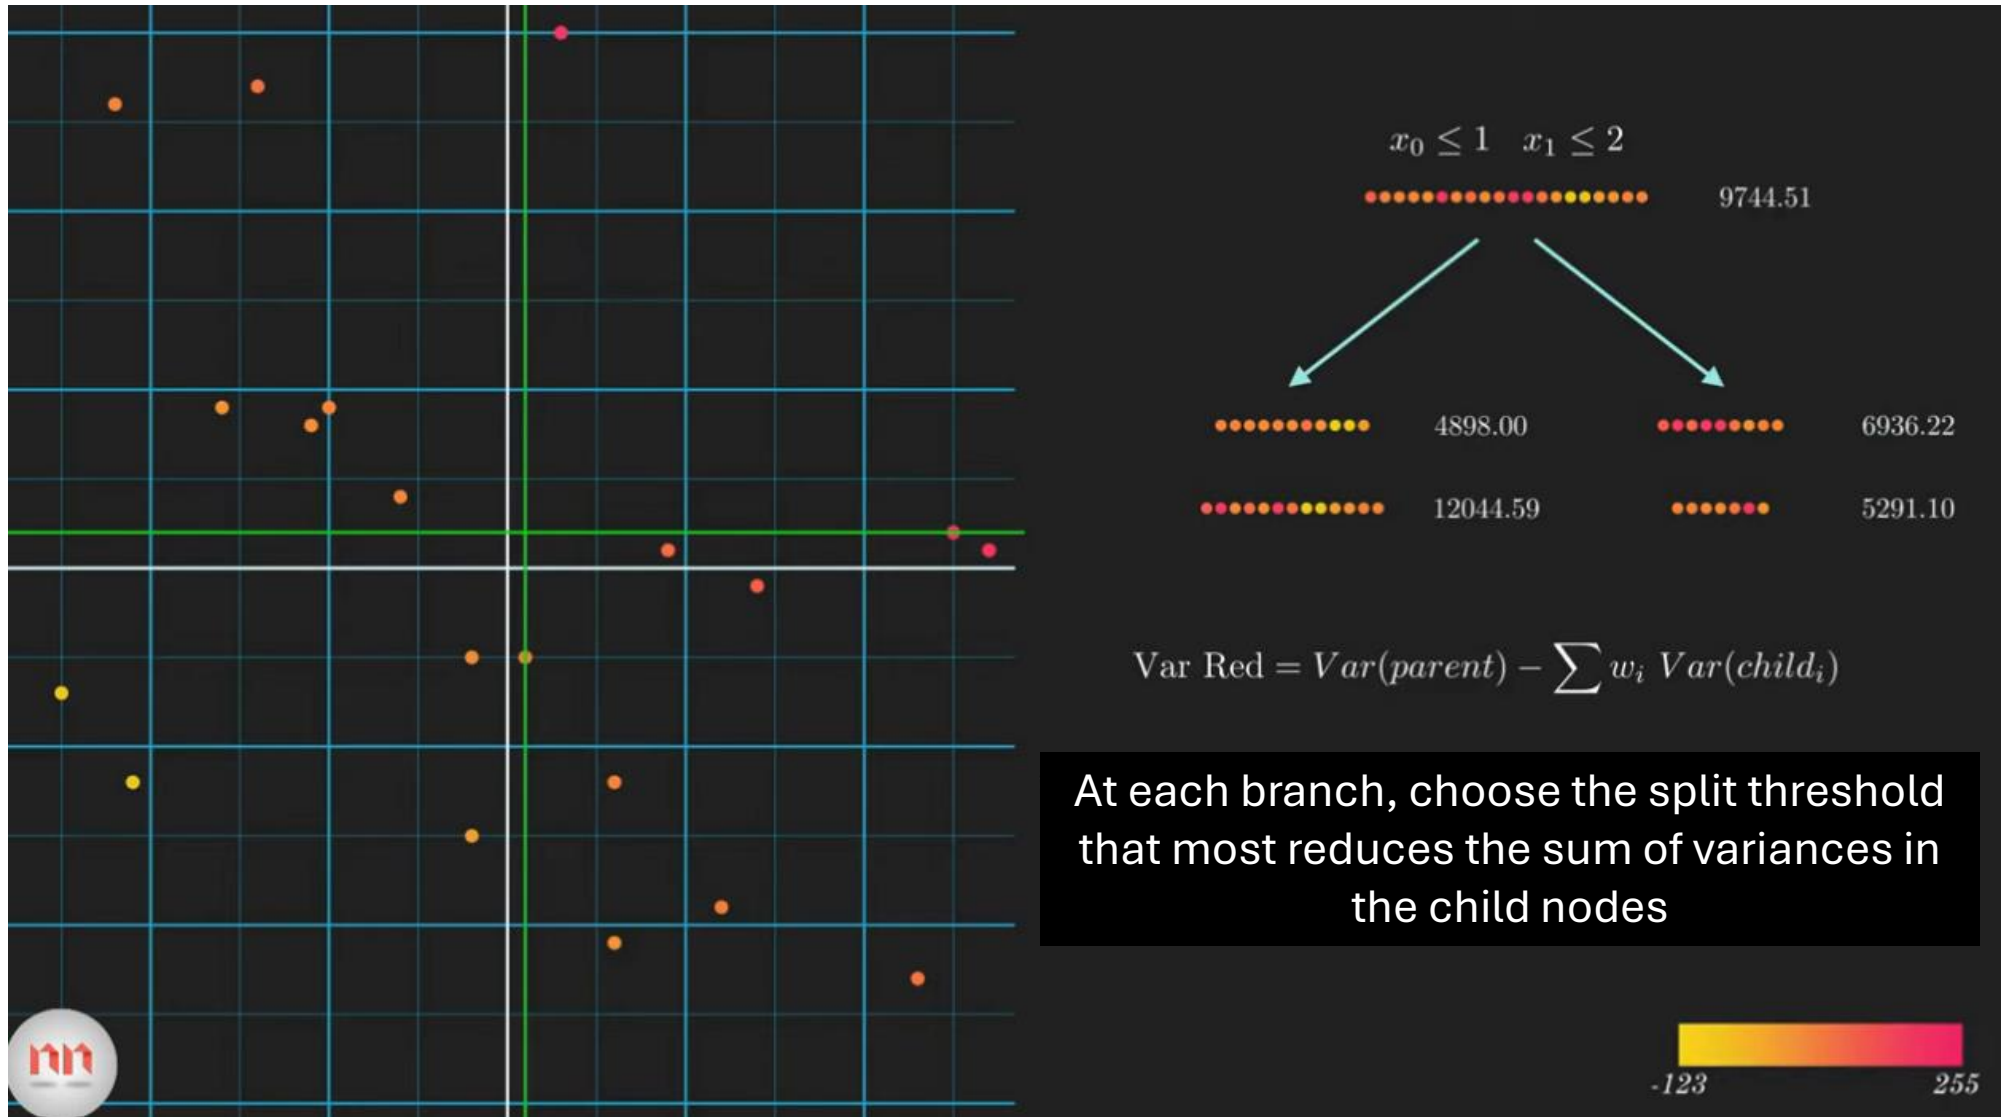 x₀ ≤ 1 x₁ ≤ 2
9744.51
4898.00 6936.22
12044.59 5291.10
Var Red = Var(parent) − ∑ wᵢ Var(childᵢ)
At each branch, choose the split threshold
that most reduces the sum of variances in
the child nodes
nn
-123 255